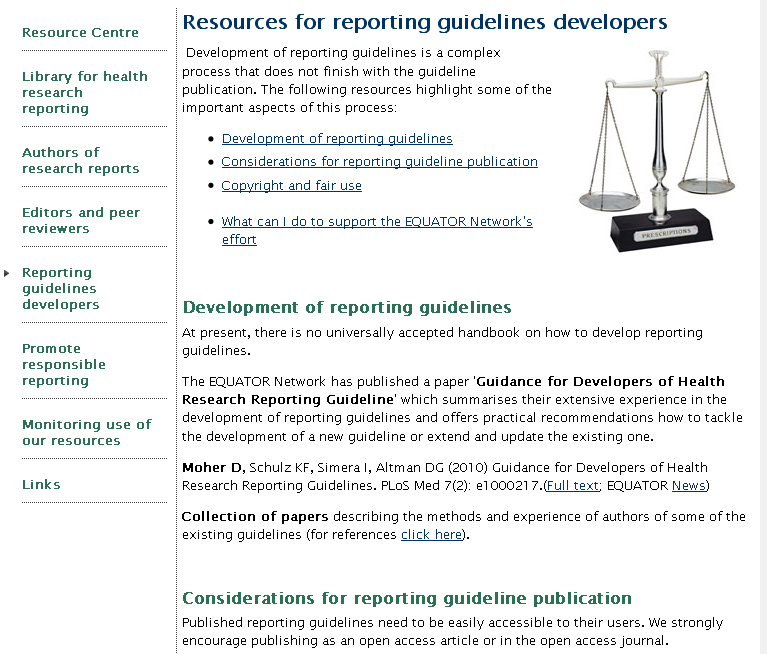 Resource Centre
Library for health
research
reporting
Authors of
research reports
Editors and peer
reviewers
Reporting
guidelines
developers
Promote
responsible
reporting
Monitoring use of
our resources
Links
Resources for reporting guidelines developers
Development of reporting guidelines is a complex
process that does not finish with the guideline
publication. The following resources highlight some of the
important aspects of this process:
Development of reporting guidelines
Considerations for reporting guideline publication
Copyright and fair use
What can I do to support the EQUATOR Network's
effort
PRESCRIPTIONS
Development of reporting guidelines
At present, there is no universally accepted handbook on how to develop reporting
guidelines.
The EQUATOR Network has published a paper 'Guidance for Developers of Health
Research Reporting Guideline' which summarises their extensive experience in the
development of reporting guidelines and offers practical recommendations how to tackle
the development of a new guideline or extend and update the existing one.
Moher D, Schulz KF, Simera I, Altman DG (2010) Guidance for Developers of Health
Research Reporting Guidelines. PLoS Med 7(2): e1000217.(Full text; EQUATOR News)
Collection of papers describing the methods and experience of authors of some of the
existing guidelines (for references click here).
Considerations for reporting guideline publication
Published reporting guidelines need to be easily accessible to their users. We strongly
encourage publishing as an open access article or in the open access journal.